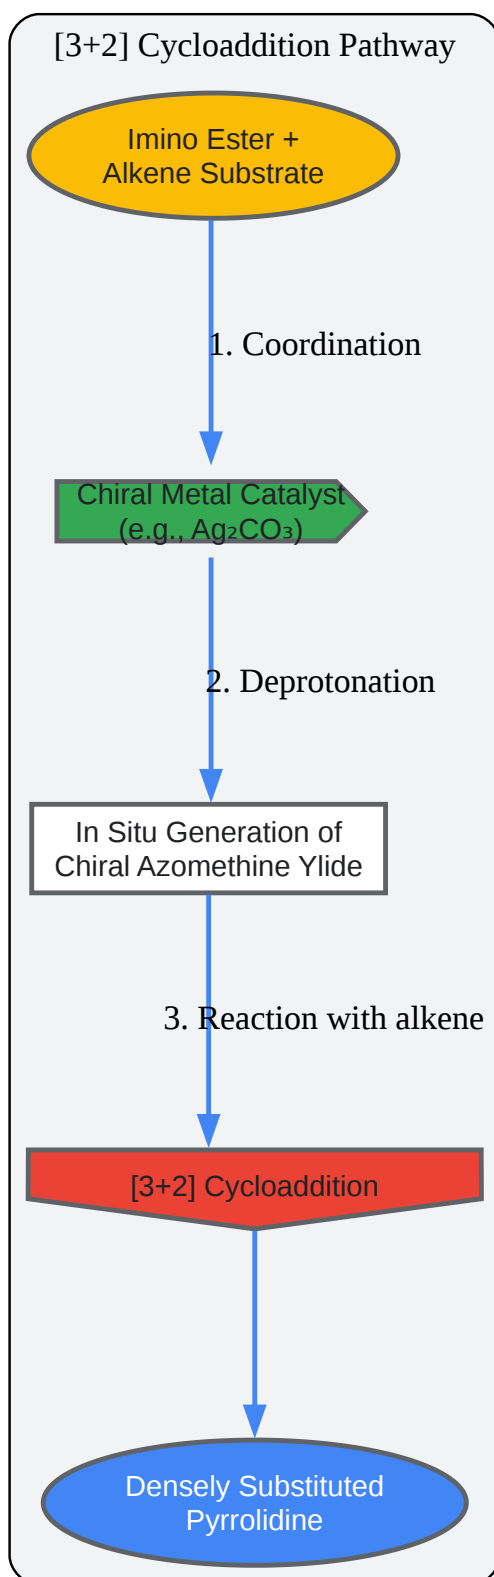 [3+2] Cycloaddition Pathway
Imino Ester +
Alkene Substrate
1. Coordination
Chiral Metal Catalyst
(e.g., Ag₂CO₃)
2. Deprotonation
In Situ Generation of
Chiral Azomethine Ylide
3. Reaction with alkene
[3+2] Cycloaddition
Densely Substituted
Pyrrolidine